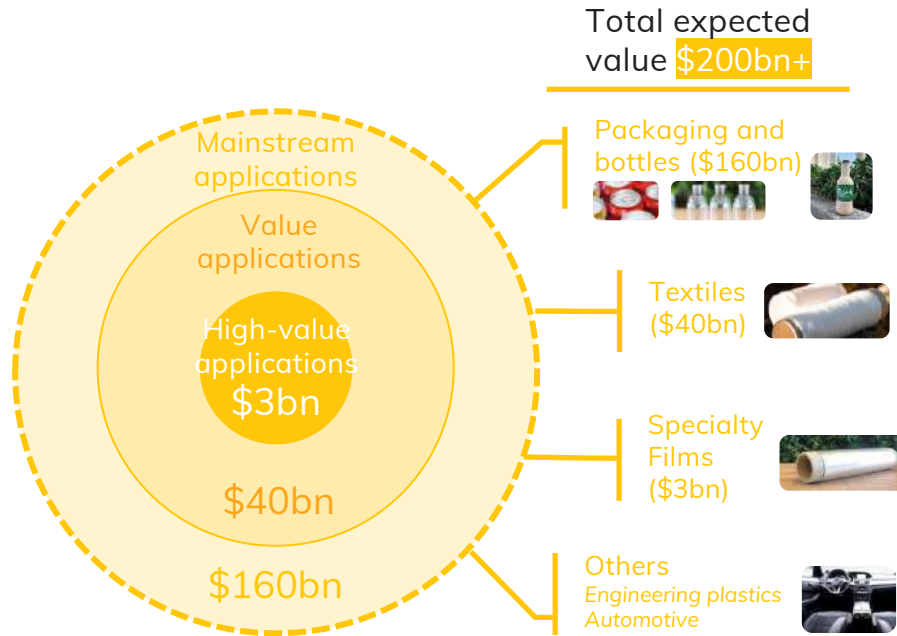 Total expected
value $200bn+
Mainstream
applications
Value
applications
High-value
applications
$3bn
$40bn
$160bn
Packaging and
bottles ($160bn)
Textiles
($40bn)
Specialty
Films
($3bn)
Others
Engineering plastics
Automotive